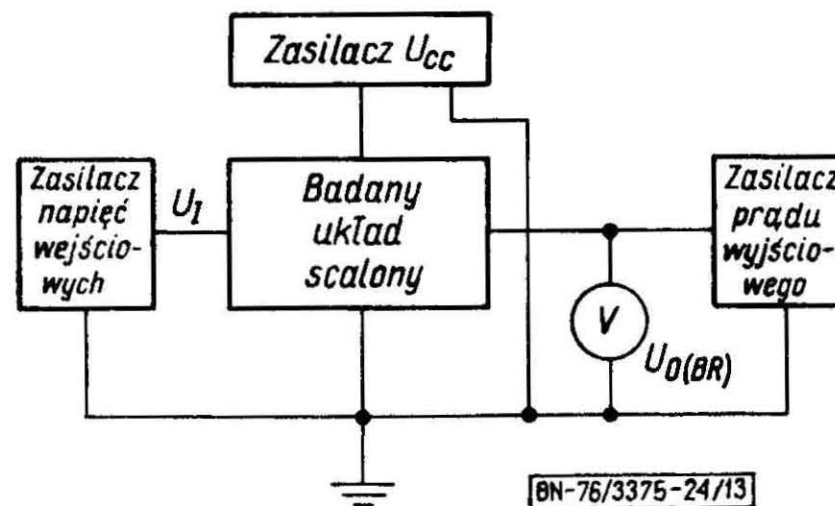 Zasilacz U_CC
Zasilacz
napięć
wejścio-
wych
U_I
Badany
układ
scalony
Zasilacz
prądu
wyjścio-
wego
V
U_O(BR)
BN-76/3375-24/13